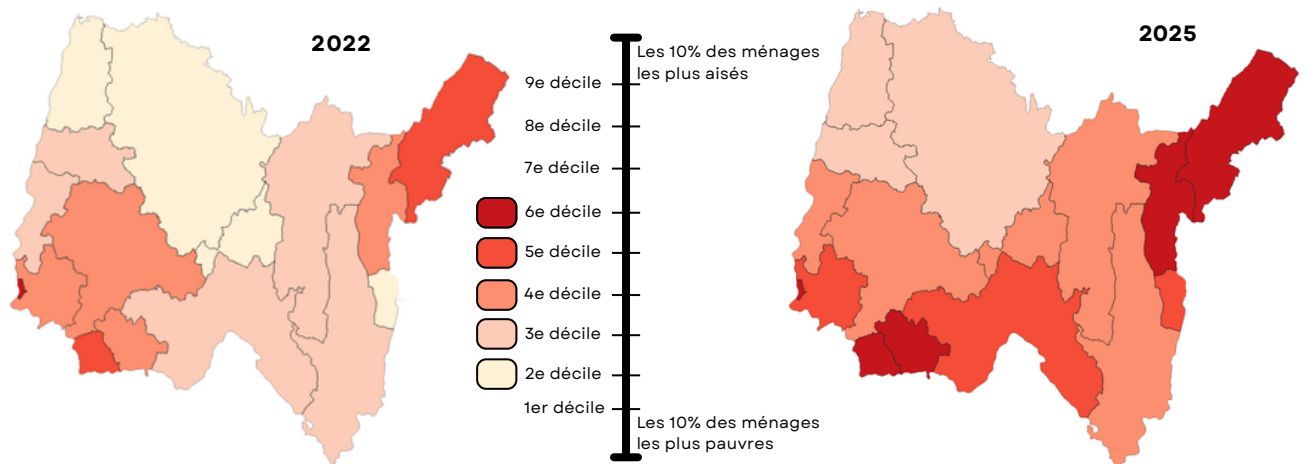 2022
2025
Les 10% des ménages
les plus aisés
9e décile
8e décile
7e décile
6e décile
5e décile
4e décile
3e décile
2e décile
1er décile
Les 10% des ménages
les plus pauvres